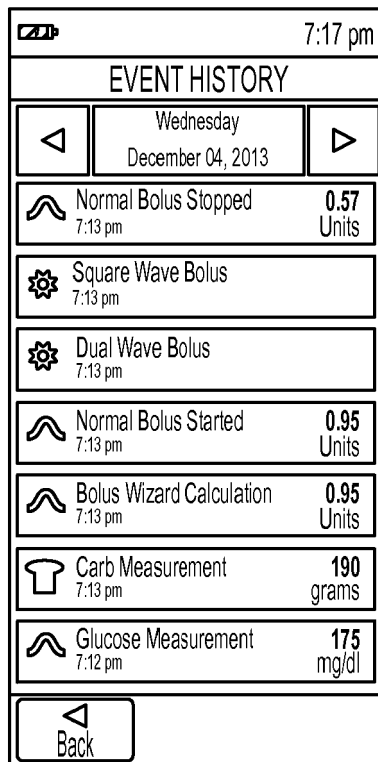 7:17 pm
EVENT HISTORY
Wednesday
December 04, 2013
Normal Bolus Stopped 0.57
7:13 pm Units
Square Wave Bolus
7:13 pm
Dual Wave Bolus
7:13 pm
Normal Bolus Started 0.95
7:13 pm Units
Bolus Wizard Calculation 0.95
7:13 pm Units
Carb Measurement 190
7:13 pm grams
Glucose Measurement 175
7:12 pm mg/dl
Back